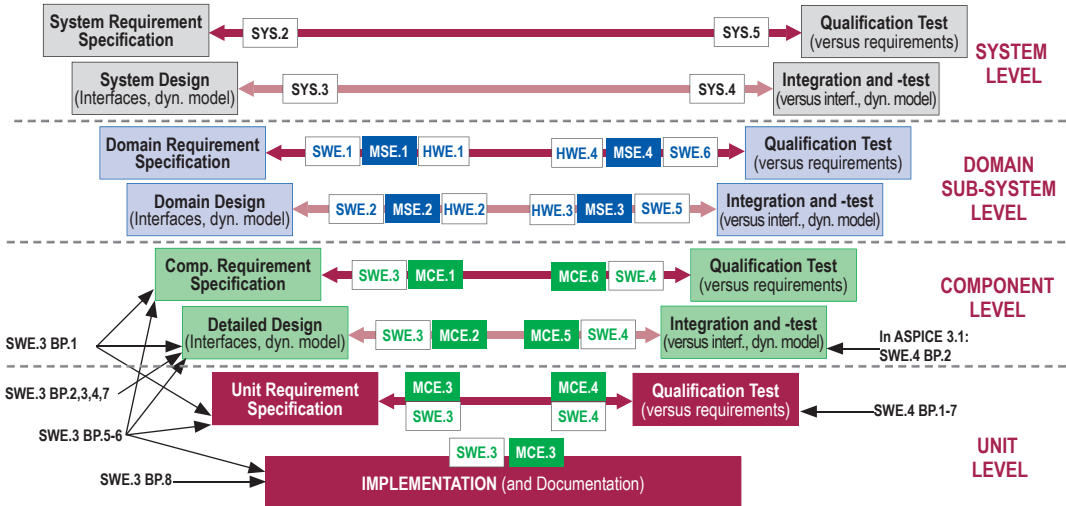 System Requirement
Specification
SYS.2
SYS.5
Qualification Test
(versus requirements)
System Design
(Interfaces, dyn. model)
SYS.3
SYS.4
Integration and -test
(versus interf., dyn. model)
SYSTEM
LEVEL
Domain Requirement
Specification
SWE.1
MSE.1
HWE.1
HWE.4
MSE.4
SWE.6
Qualification Test
(versus requirements)
Domain Design
(Interfaces, dyn. model)
SWE.2
MSE.2
HWE.2
HWE.3
MSE.3
SWE.5
Integration and -test
(versus interf., dyn. model)
DOMAIN
SUB-SYSTEM
LEVEL
Comp. Requirement
Specification
SWE.3
MCE.1
MCE.6
SWE.4
Qualification Test
(versus requirements)
Detailed Design
(Interfaces, dyn. model)
SWE.3
MCE.2
MCE.5
SWE.4
Integration and -test
(versus interf., dyn. model)
COMPONENT
LEVEL
SWE.3 BP.1
In ASPICE 3.1:
SWE.4 BP.2
SWE.3 BP.2,3,4,7
Unit Requirement
Specification
MCE.3
SWE.3
MCE.4
SWE.4
Qualification Test
(versus requirements)
SWE.4 BP.1-7
SWE.3 BP.5-6
SWE.3
MCE.3
UNIT
LEVEL
SWE.3 BP.8
IMPLEMENTATION (and Documentation)